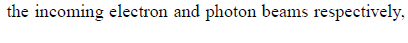 the incoming electron and photon beams respectively,